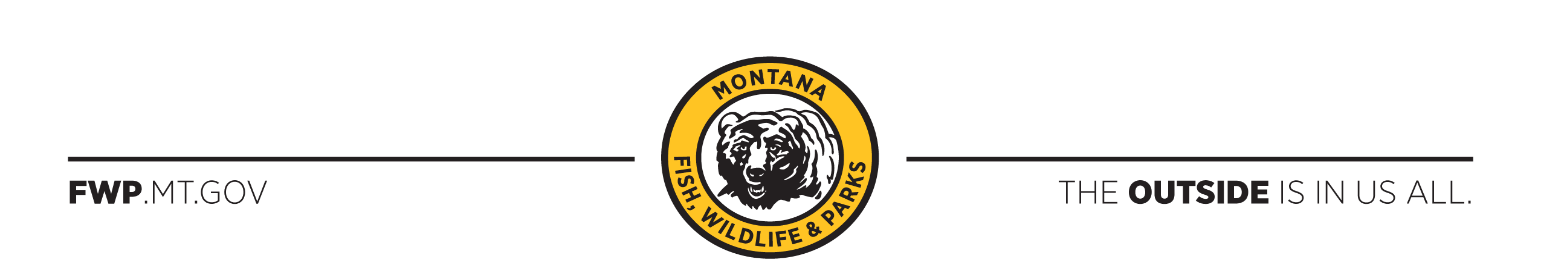 MONTANA
FISH, WILDLIFE & PARKS
FWP.MT.GOV
THE OUTSIDE IS IN US ALL.